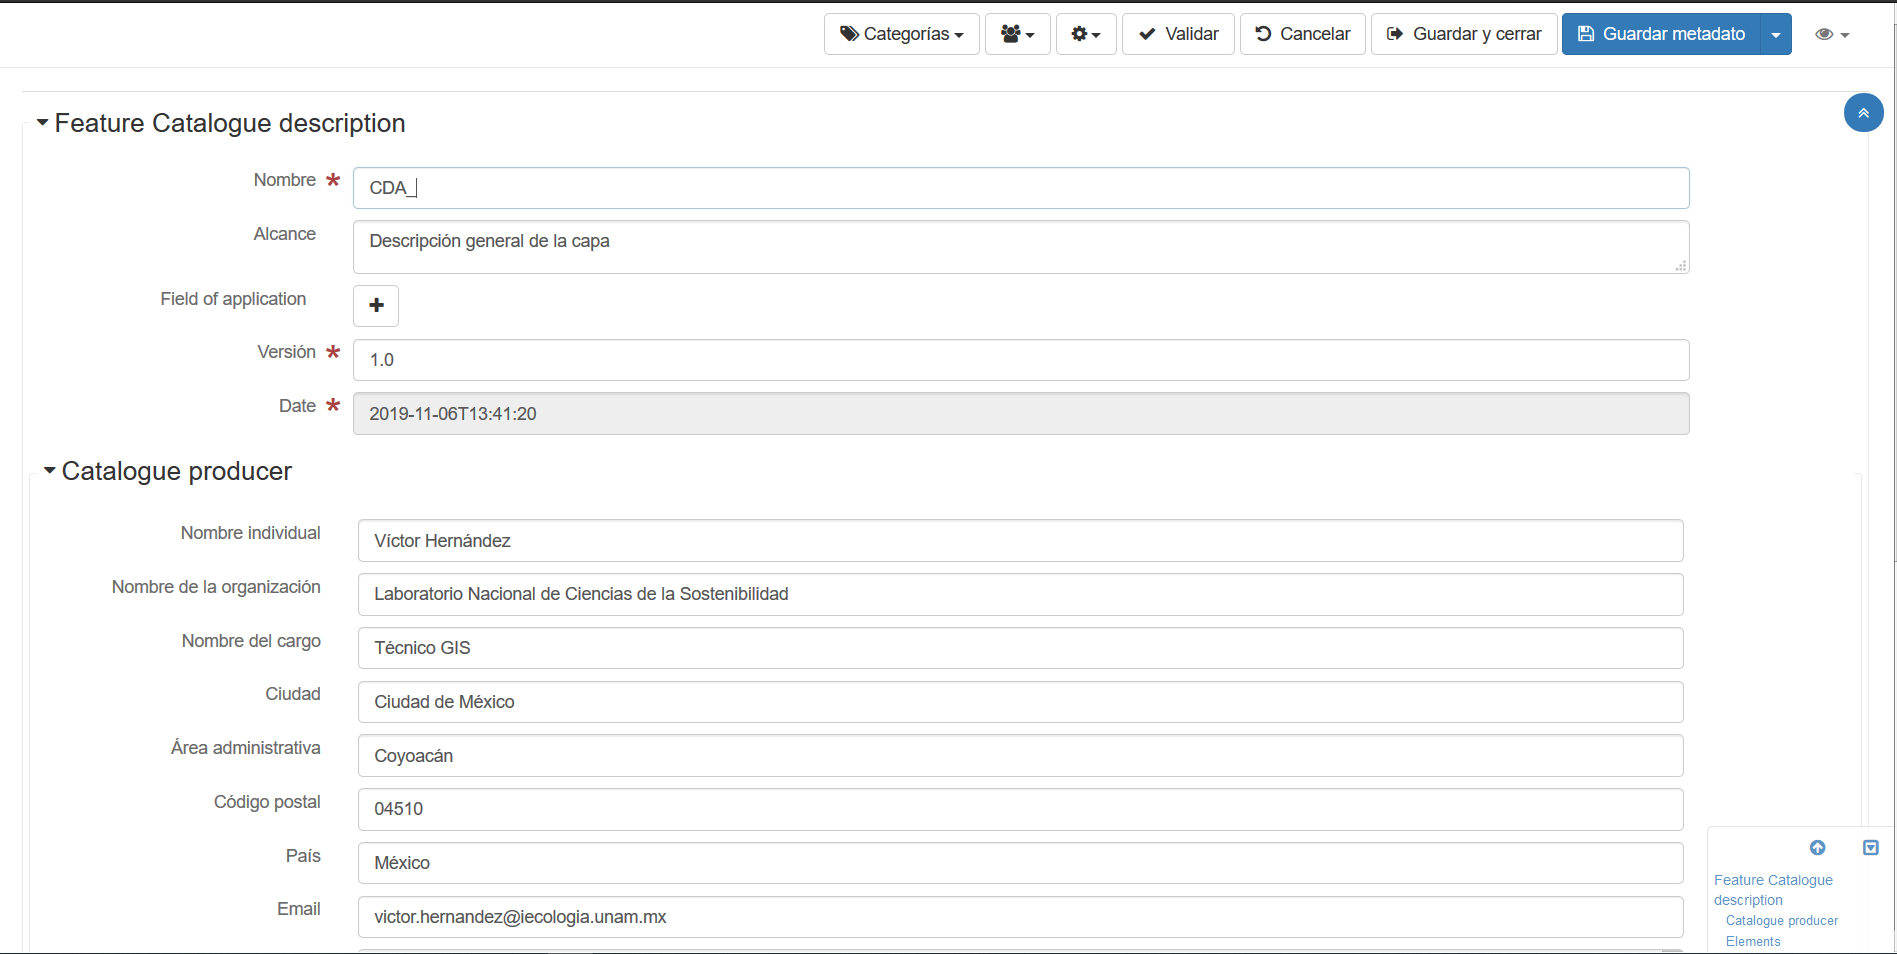 Categorías Validar Cancelar Guardar y cerrar Guardar metadato
Feature Catalogue description
Nombre * CDA_
Alcance Descripción general de la capa
Field of application
Versión * 1.0
Date * 2019-11-06T13:41:20
Catalogue producer
Nombre individual Víctor Hernández
Nombre de la organización Laboratorio Nacional de Ciencias de la Sostenibilidad
Nombre del cargo Técnico GIS
Ciudad Ciudad de México
Área administrativa Coyoacán
Código postal 04510
País México
Email victor.hernandez@iecologia.unam.mx
Feature Catalogue
description
Catalogue producer
Elements